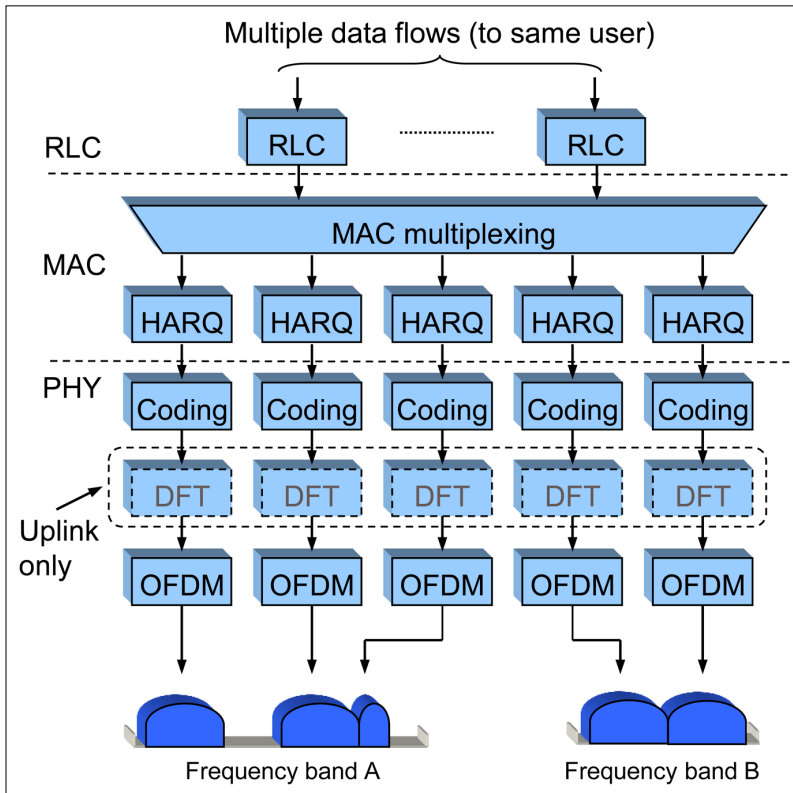 Multiple data flows (to same user)
RLC RLC
RLC
MAC multiplexing
MAC
HARQ HARQ HARQ HARQ HARQ
PHY
Coding Coding Coding Coding Coding
DFT DFT DFT DFT DFT
Uplink
only
OFDM OFDM OFDM OFDM OFDM
Frequency band A Frequency band B